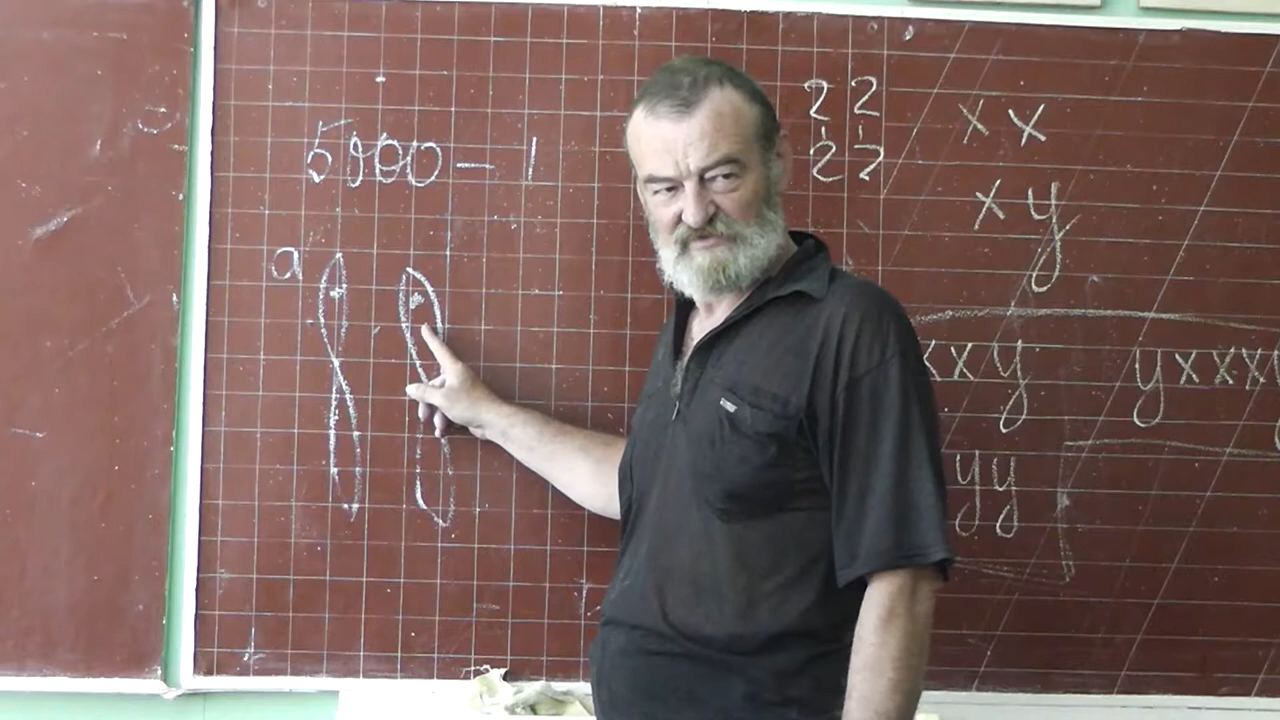 5000 - 1
a
2 2
2 2
x x
x y
x x y y x x x
y y